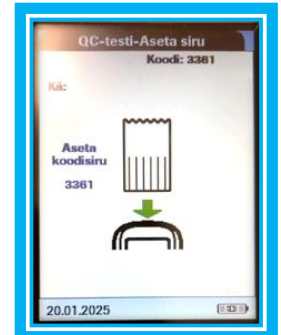 QC-testi-Aseta siru
Koodi: 3361
Kä:
Aseta
koodisiru
3361
20.01.2025